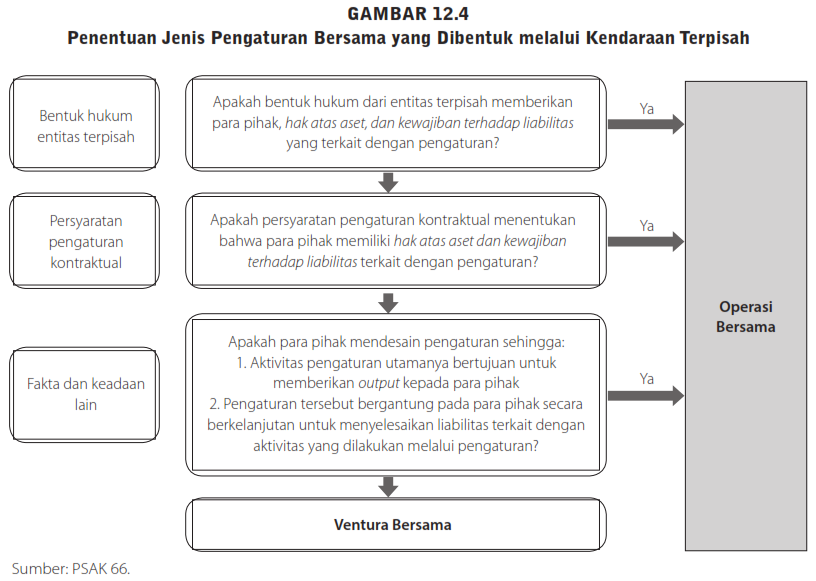 GAMBAR 12.4
Penentuan Jenis Pengaturan Bersama yang Dibentuk melalui Kendaraan Terpisah
Bentuk hukum
entitas terpisah
Apakah bentuk hukum dari entitas terpisah memberikan
para pihak, hak atas aset, dan kewajiban terhadap liabilitas
yang terkait dengan pengaturan?
Ya
Persyaratan
pengaturan
kontraktual
Apakah persyaratan pengaturan kontraktual menentukan
bahwa para pihak memiliki hak atas aset dan kewajiban
terhadap liabilitas terkait dengan pengaturan?
Ya
Operasi
Bersama
Fakta dan keadaan
lain
Apakah para pihak mendesain pengaturan sehingga:
1. Aktivitas pengaturan utamanya bertujuan untuk
memberikan output kepada para pihak
2. Pengaturan tersebut bergantung pada para pihak secara
berkelanjutan untuk menyelesaikan liabilitas terkait dengan
aktivitas yang dilakukan melalui pengaturan?
Ya
Ventura Bersama
Sumber: PSAK 66.